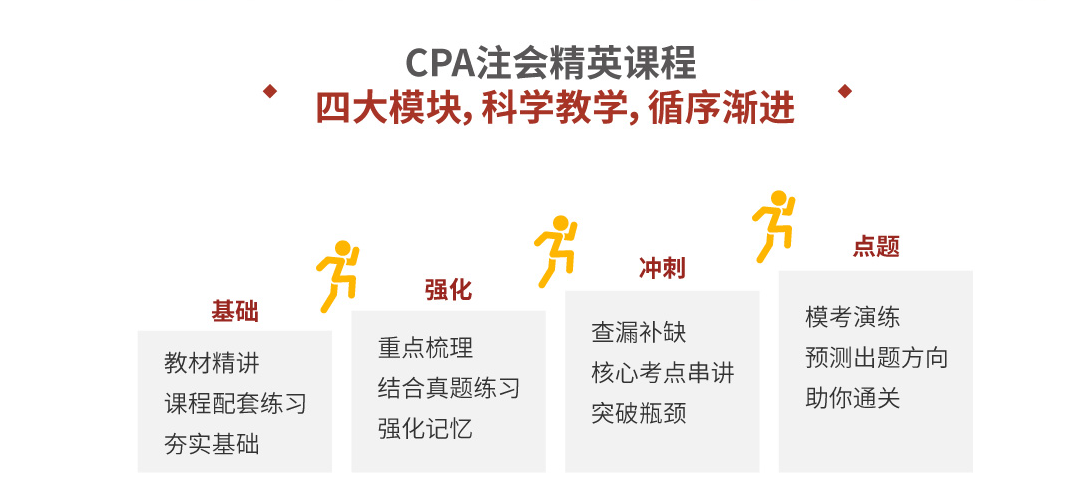 CPA注会精英课程
四大模块，科学教学，循序渐进
基础
教材精讲
课程配套练习
夯实基础
强化
重点梳理
结合真题练习
强化记忆
冲刺
查漏补缺
核心考点串讲
突破瓶颈
点题
模考演练
预测出题方向
助你通关